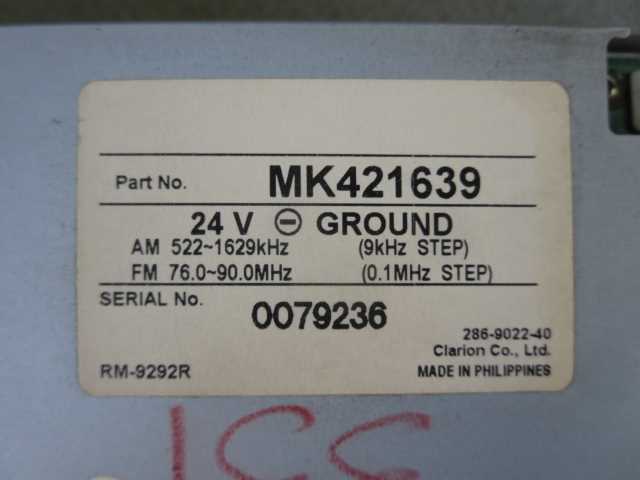 Part No. MK421639
24 V ⊖ GROUND
AM 522~1629kHz (9kHz STEP)
FM 76.0~90.0MHz (0.1MHz STEP)
SERIAL No. 0079236
286-9022-40
Clarion Co., Ltd.
RM-9292R MADE IN PHILIPPINES